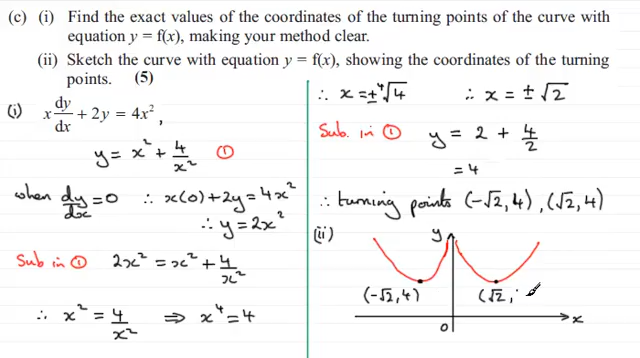 (c) (i) Find the exact values of the coordinates of the turning points of the curve with
equation y = f(x), making your method clear.
(ii) Sketch the curve with equation y = f(x), showing the coordinates of the turning
points. (5)
(i) x dy/dx + 2y = 4x²,
y = x² + 4/x² ①
when dy/dx = 0 ∴ x(0) + 2y = 4x²
∴ y = 2x²
Sub in ① 2x² = x² + 4/x²
∴ x² = 4/x² ⇒ x⁴ = 4
∴ x = ± ⁴√4 ∴ x = ± √2
Sub. in ① y = 2 + 4/2
= 4
∴ turning points (-√2, 4), (√2, 4)
(ii) y
(-√2, 4) (√2,
0 x